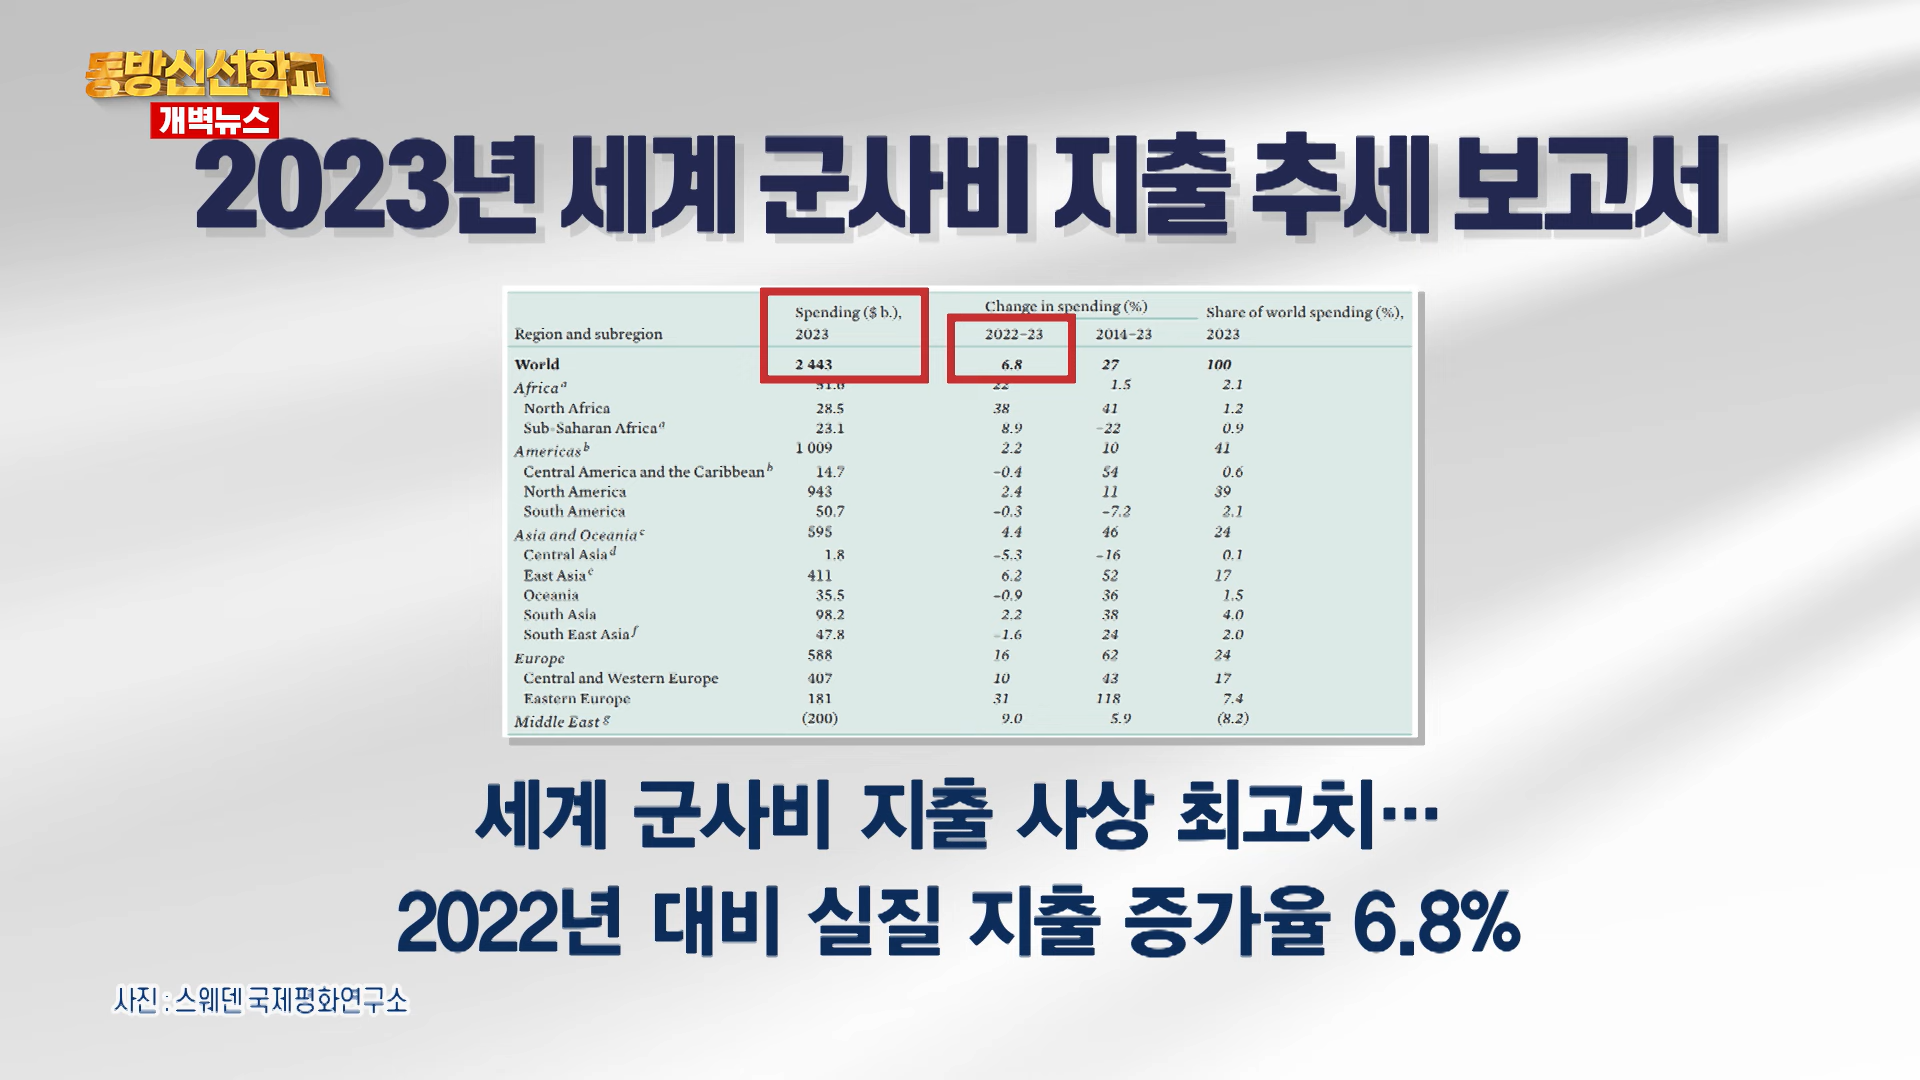 동방신선학교
개벽뉴스
2023년 세계 군사비 지출 추세 보고서
Spending ($ b.), Change in spending (%) Share of world spending (%),
Region and subregion 2023 2022–23 2014–23 2023
World 2 443 6.8 27 100
Africa a 51.6 22 1.5 2.1
North Africa 28.5 38 41 1.2
Sub-Saharan Africa a 23.1 8.9 –22 0.9
Americas b 1 009 2.2 10 41
Central America and the Caribbean b 14.7 –0.4 54 0.6
North America 943 2.4 11 39
South America 50.7 –0.3 –7.2 2.1
Asia and Oceania c 595 4.4 46 24
Central Asia d 1.8 –5.3 –16 0.1
East Asia e 411 6.2 52 17
Oceania 35.5 –0.9 36 1.5
South Asia 98.2 2.2 38 4.0
South East Asia f 47.8 –1.6 24 2.0
Europe 588 16 62 24
Central and Western Europe 407 10 43 17
Eastern Europe 181 31 118 7.4
Middle East g (200) 9.0 5.9 (8.2)
세계 군사비 지출 사상 최고치…
2022년 대비 실질 지출 증가율 6.8%
사진 : 스웨덴 국제평화연구소